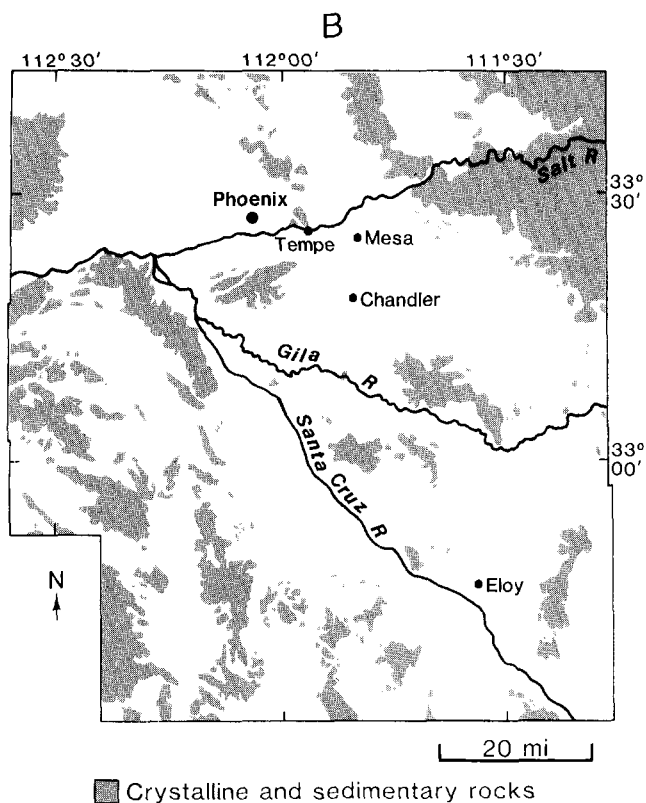 B
112°30′ 112°00′ 111°30′
Salt R
33°
30′
Phoenix
Tempe
Mesa
Chandler
Gila
R
Santa Cruz R
33°
00′
N
Eloy
20 mi
Crystalline and sedimentary rocks